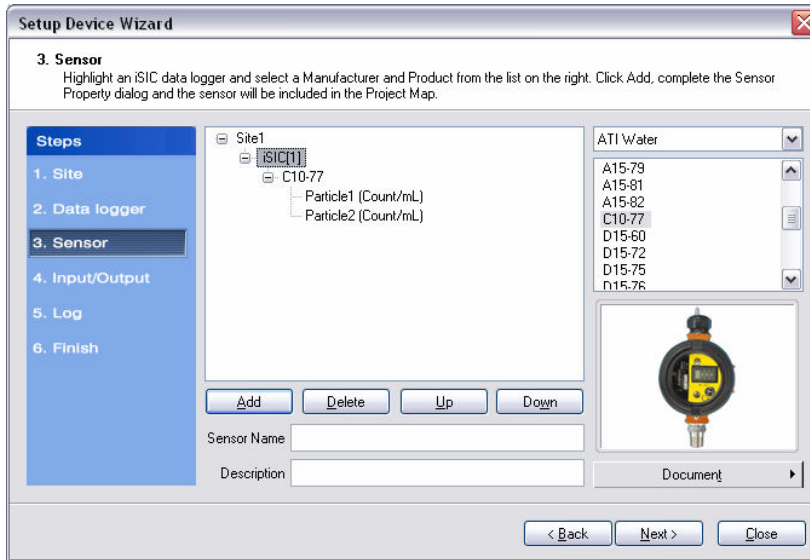 Setup Device Wizard
3. Sensor
Highlight an iSIC data logger and select a Manufacturer and Product from the list on the right. Click Add, complete the Sensor
Property dialog and the sensor will be included in the Project Map.
Steps
1. Site
2. Data logger
3. Sensor
4. Input/Output
5. Log
6. Finish
Site1
iSIC[1]
C10-77
Particle1 (Count/mL)
Particle2 (Count/mL)
Add
Delete
Up
Down
Sensor Name
Description
ATI Water
A15-79
A15-81
A15-82
C10-77
D15-60
D15-72
D15-75
D15-76
Document
< Back
Next >
Close